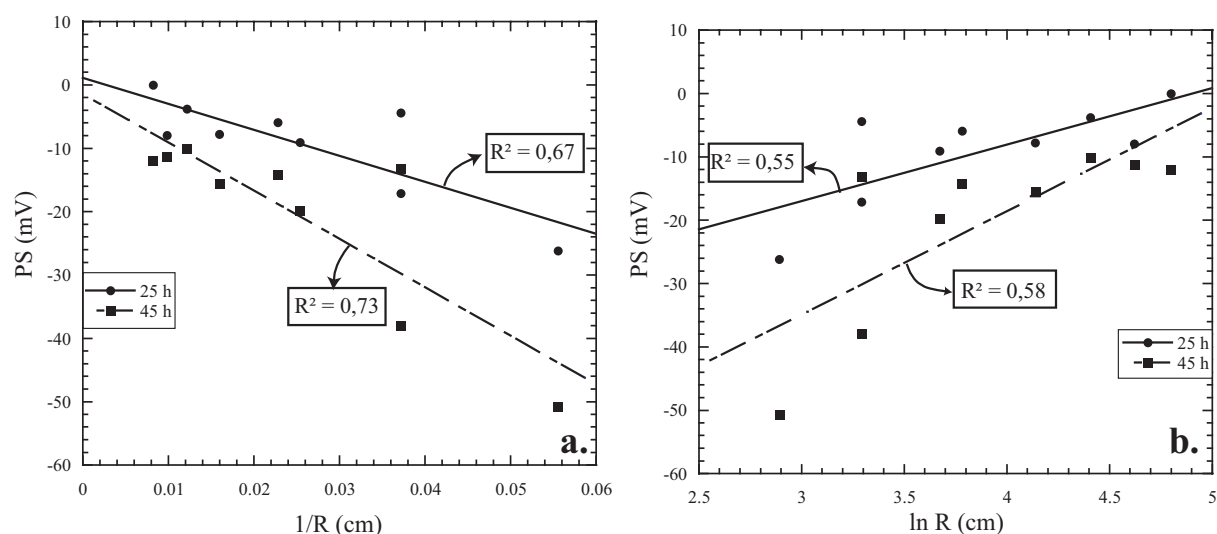 10
0
-10
-20
-30
-40
-50
-60
PS (mV)
0
0.01
0.02
0.03
0.04
0.05
0.06
1/R (cm)
R² = 0,67
R² = 0,73
25 h
45 h
a.
10
0
-10
-20
-30
-40
-50
-60
PS (mV)
2.5
3
3.5
4
4.5
5
ln R (cm)
R² = 0,55
R² = 0,58
25 h
45 h
b.